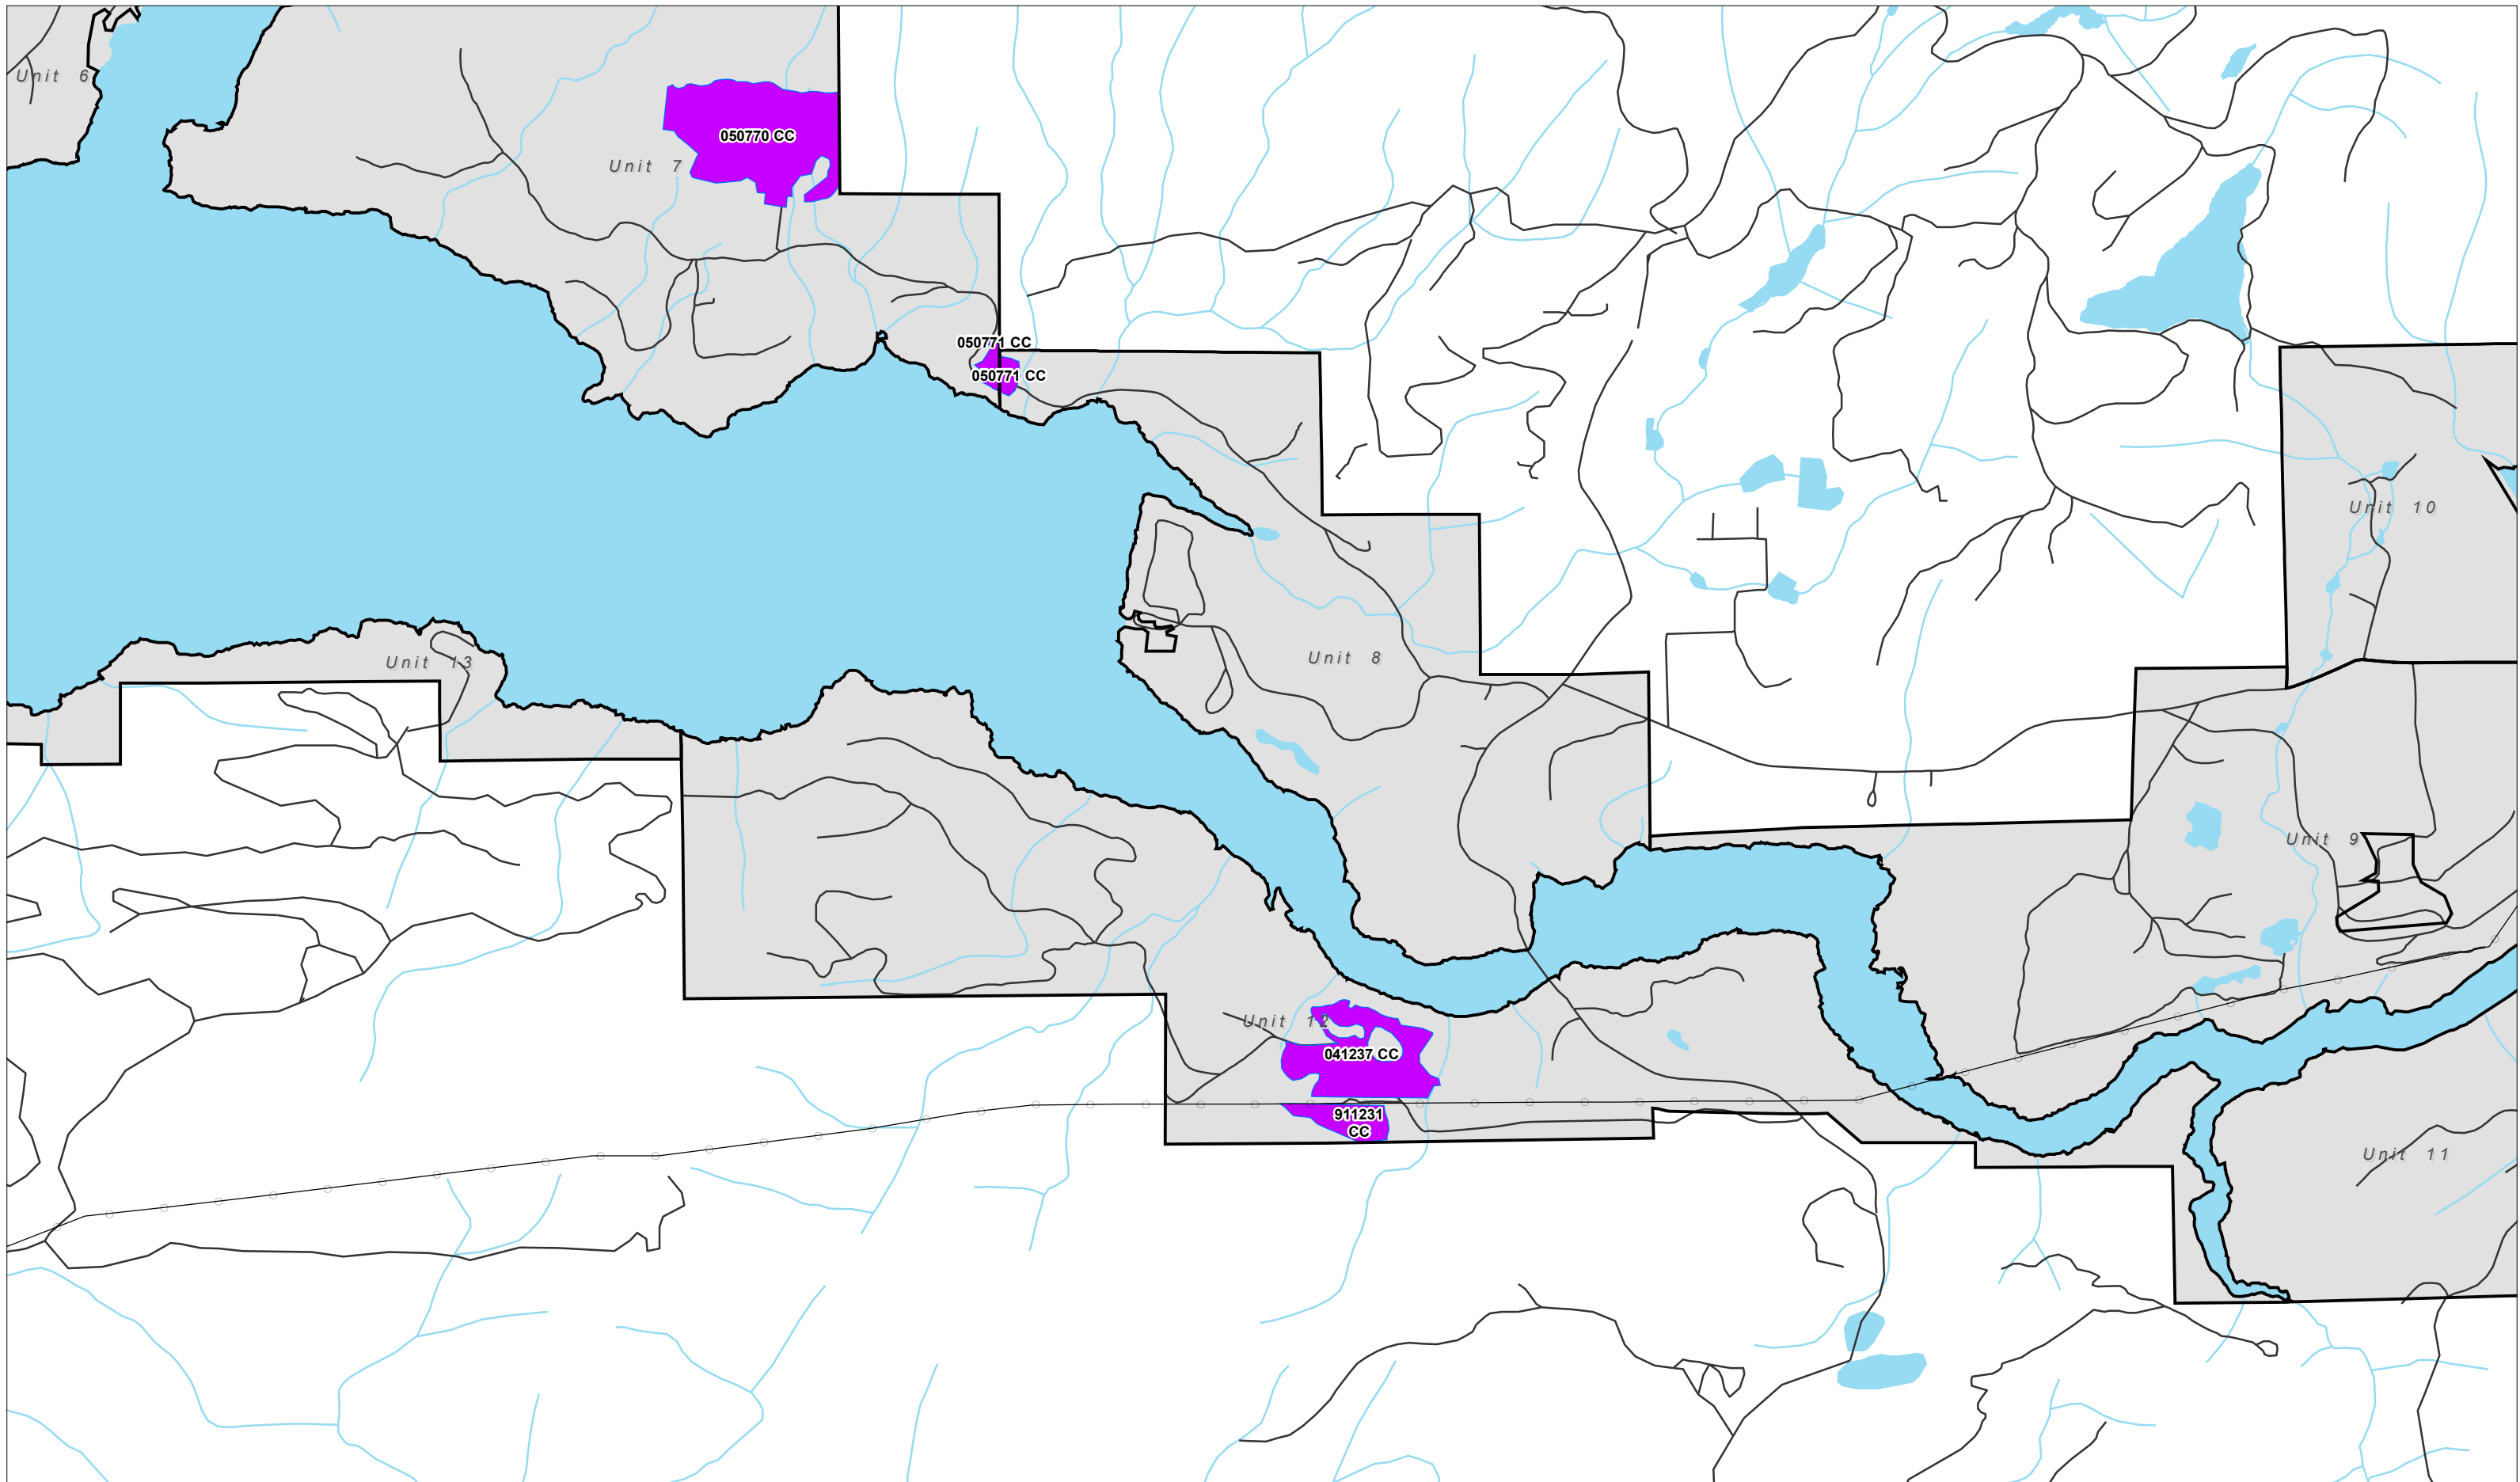 Unit 6
050770 CC
Unit 7
050771 CC
050771 CC
Unit 10
Unit 8
Unit 13
Unit 9
Unit 12
041237 CC
911231
CC
Unit 11